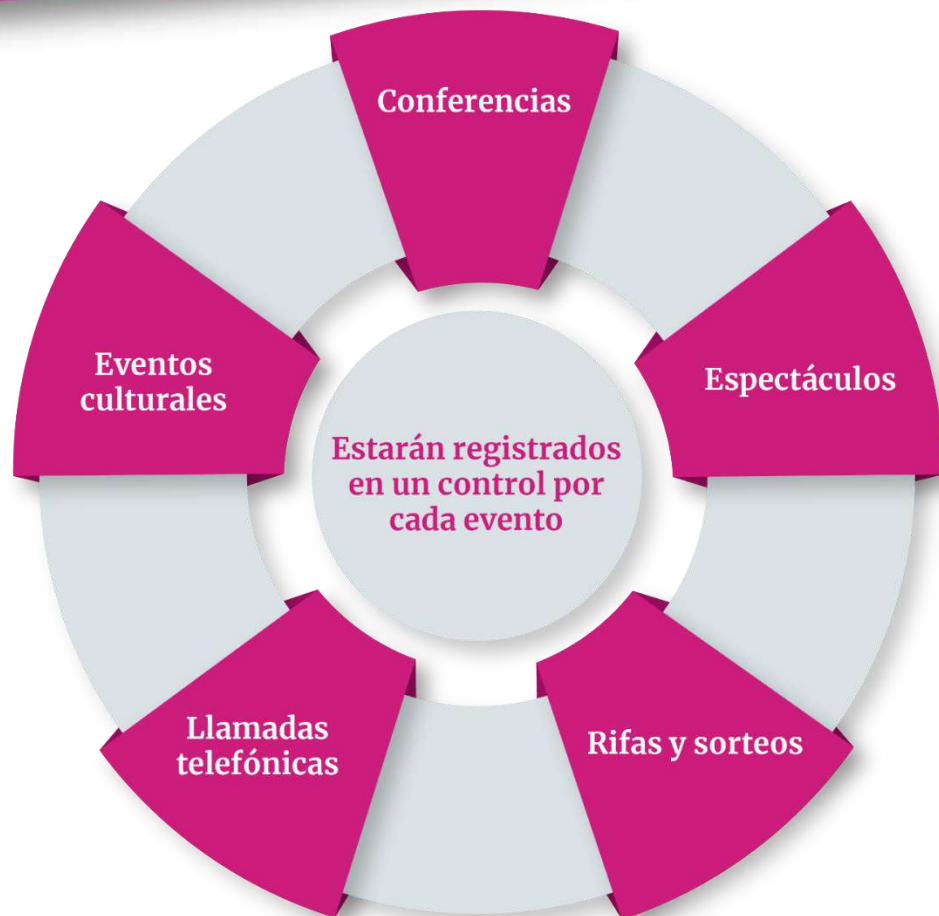 Conferencias
Eventos
culturales
Espectáculos
Estarán registrados
en un control por
cada evento
Llamadas
telefónicas
Rifas y sorteos